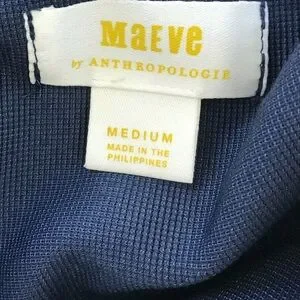 MaEve
by ANTHROPOLOGIE
MEDIUM
MADE IN THE
PHILIPPINES